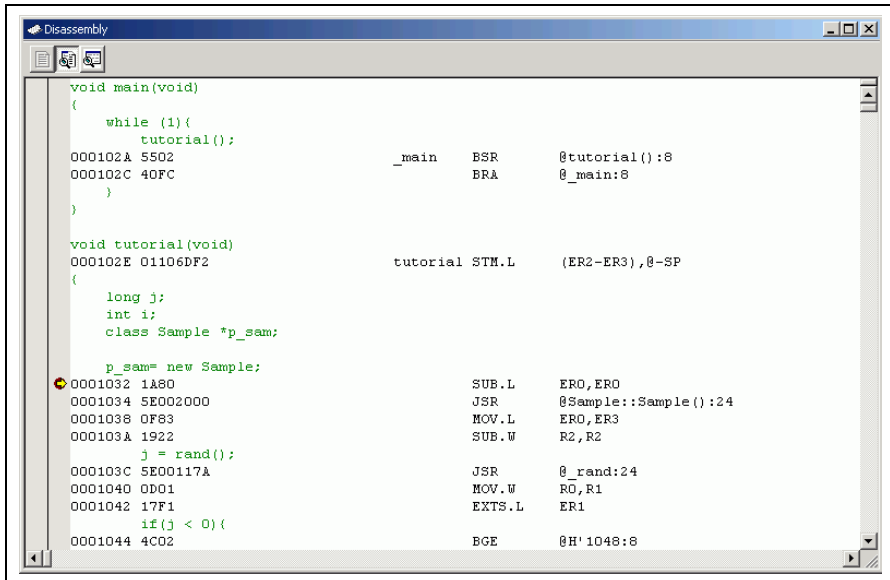 Disassembly
void main(void)
{
    while (1){
        tutorial();
000102A 5502 _main BSR @tutorial():8
000102C 40FC BRA @_main:8
    }
}
void tutorial(void)
000102E 01106DF2 tutorial STM.L (ER2-ER3),@-SP
{
    long j;
    int i;
    class Sample *p_sam;
    p_sam= new Sample;
0001032 1A80 SUB.L ER0,ER0
0001034 5E002000 JSR @Sample::Sample():24
0001038 0F83 MOV.L ER0,ER3
000103A 1922 SUB.W R2,R2
        j = rand();
000103C 5E00117A JSR @_rand:24
0001040 0D01 MOV.W R0,R1
0001042 17F1 EXTS.L ER1
        if(j < 0){
0001044 4C02 BGE @H'1048:8